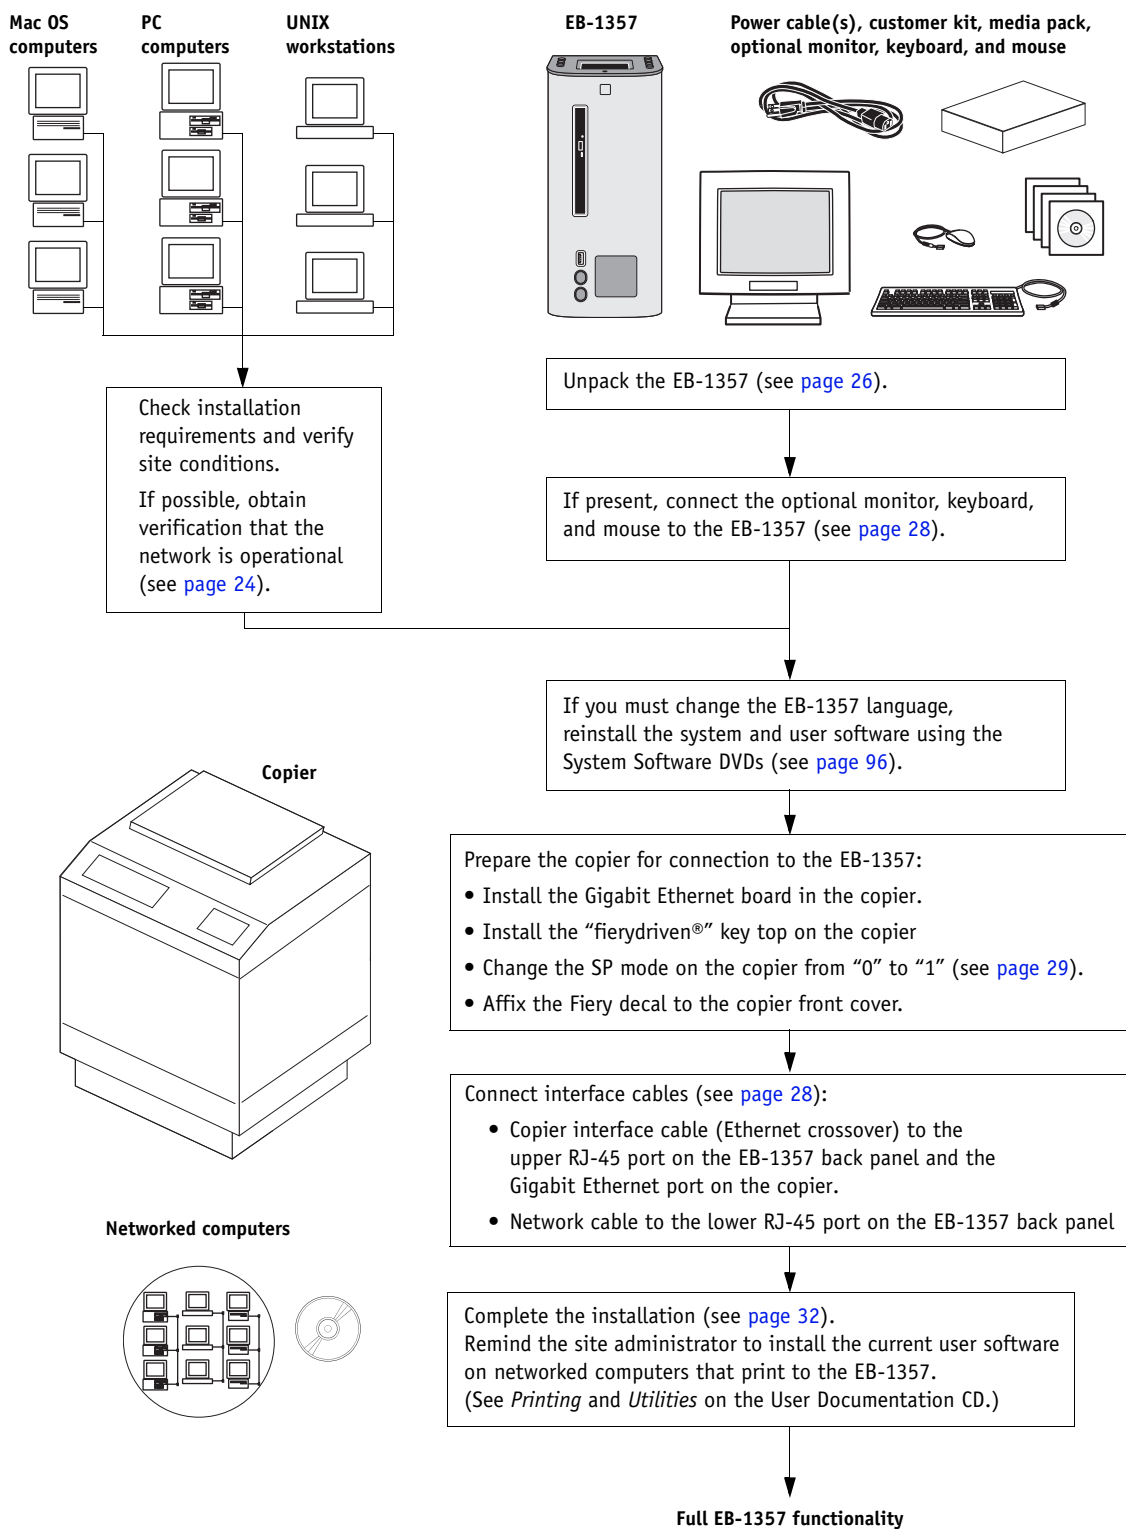 Mac OS
computers
PC
computers
UNIX
workstations
EB-1357
Power cable(s), customer kit, media pack,
optional monitor, keyboard, and mouse
Check installation
requirements and verify
site conditions.
If possible, obtain
verification that the
network is operational
(see page 24).
Unpack the EB-1357 (see page 26).
If present, connect the optional monitor, keyboard,
and mouse to the EB-1357 (see page 28).
If you must change the EB-1357 language,
reinstall the system and user software using the
System Software DVDs (see page 96).
Copier
Prepare the copier for connection to the EB-1357:
• Install the Gigabit Ethernet board in the copier.
• Install the “fierydriven®” key top on the copier
• Change the SP mode on the copier from “0” to “1” (see page 29).
• Affix the Fiery decal to the copier front cover.
Connect interface cables (see page 28):
• Copier interface cable (Ethernet crossover) to the
upper RJ-45 port on the EB-1357 back panel and the
Gigabit Ethernet port on the copier.
• Network cable to the lower RJ-45 port on the EB-1357 back panel
Networked computers
Complete the installation (see page 32).
Remind the site administrator to install the current user software
on networked computers that print to the EB-1357.
(See Printing and Utilities on the User Documentation CD.)
Full EB-1357 functionality